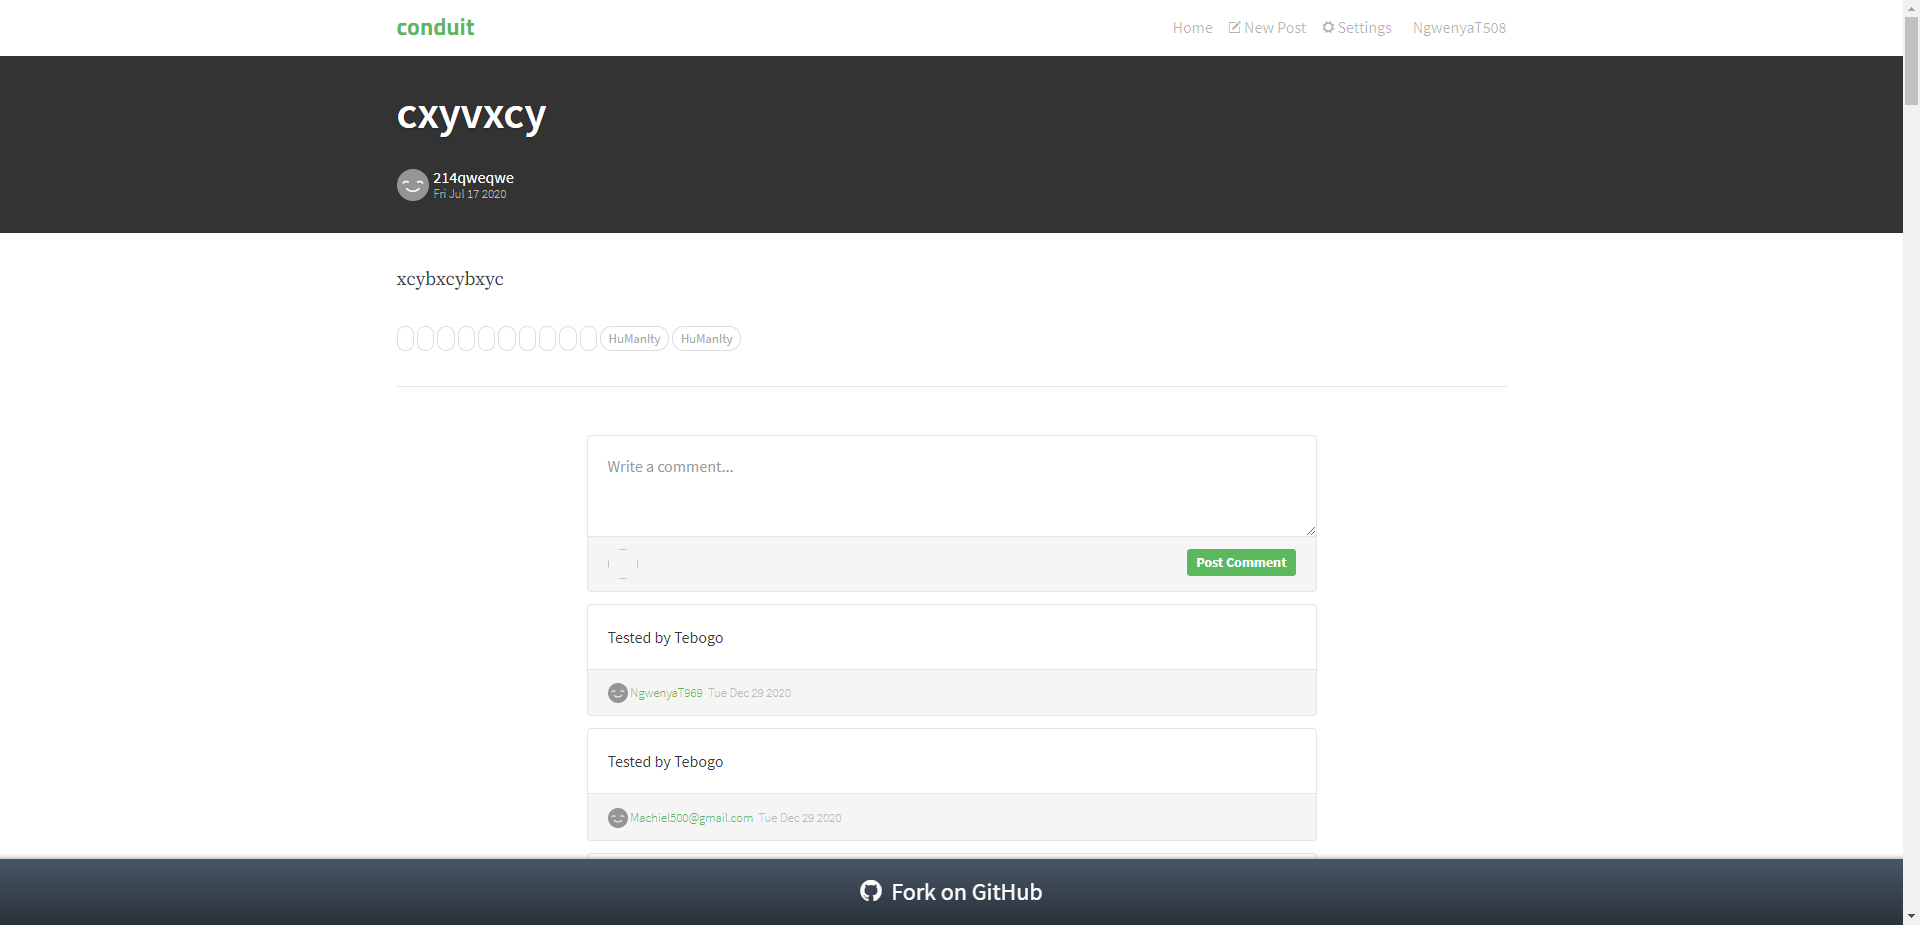 conduit
Home New Post Settings NgwenyaT508
cxyvxcy
214qweqwe
Fri Jul 17 2020
xcybxcybxyc
HuManIty HuManIty
Write a comment...
Post Comment
Tested by Tebogo
NgwenyaT969 Tue Dec 29 2020
Tested by Tebogo
Machiel500@gmail.com Tue Dec 29 2020
Fork on GitHub